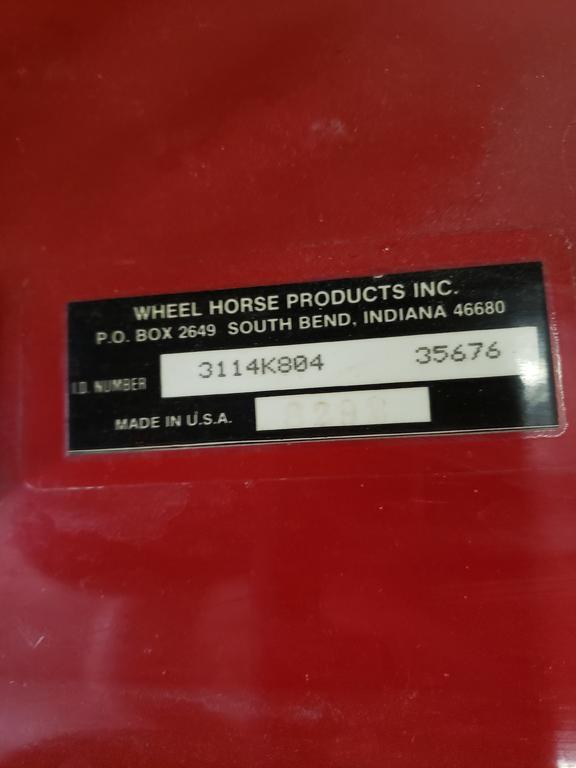 WHEEL HORSE PRODUCTS INC.
P.O. BOX 2649 SOUTH BEND, INDIANA 46680
I.D. NUMBER 3114K804 35676
MADE IN U.S.A.